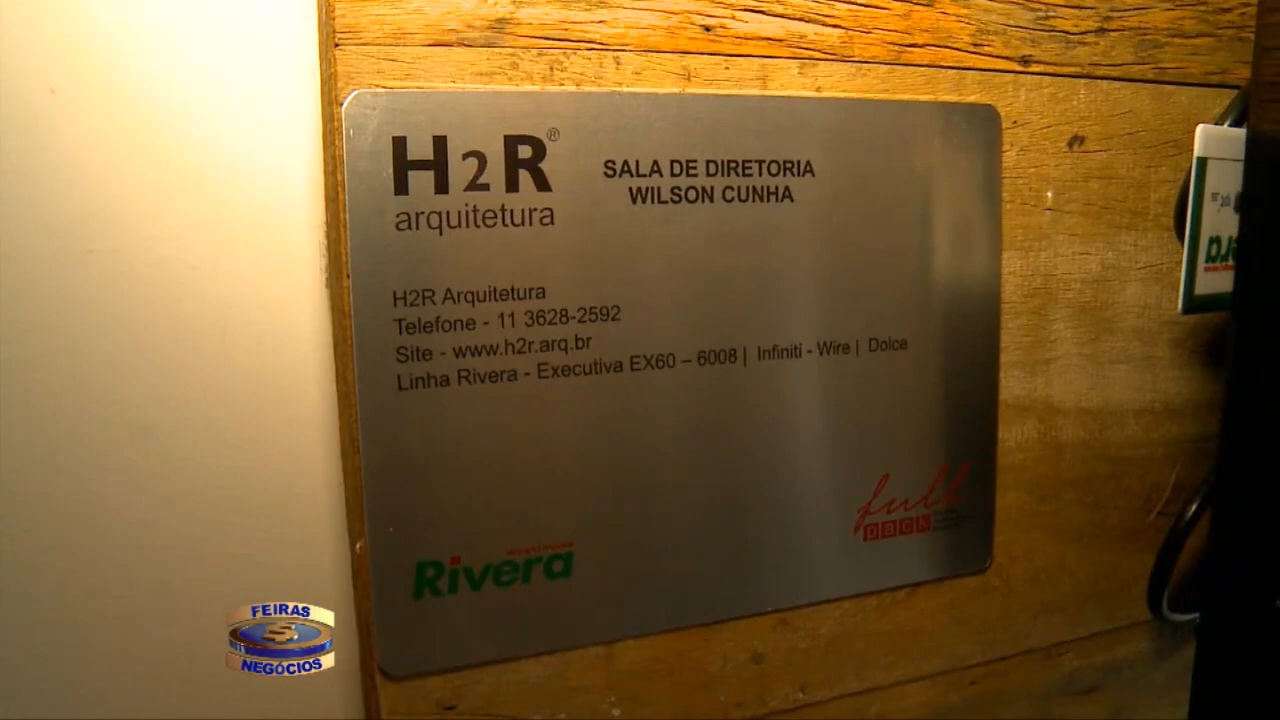 H2R®
arquitetura
SALA DE DIRETORIA
WILSON CUNHA
H2R Arquitetura
Telefone - 11 3628-2592
Site - www.h2r.arq.br
Linha Rivera - Executiva EX60 – 6008 | Infiniti - Wire | Dolce
full
pack
Rivera
FEIRAS
$
NEGÓCIOS